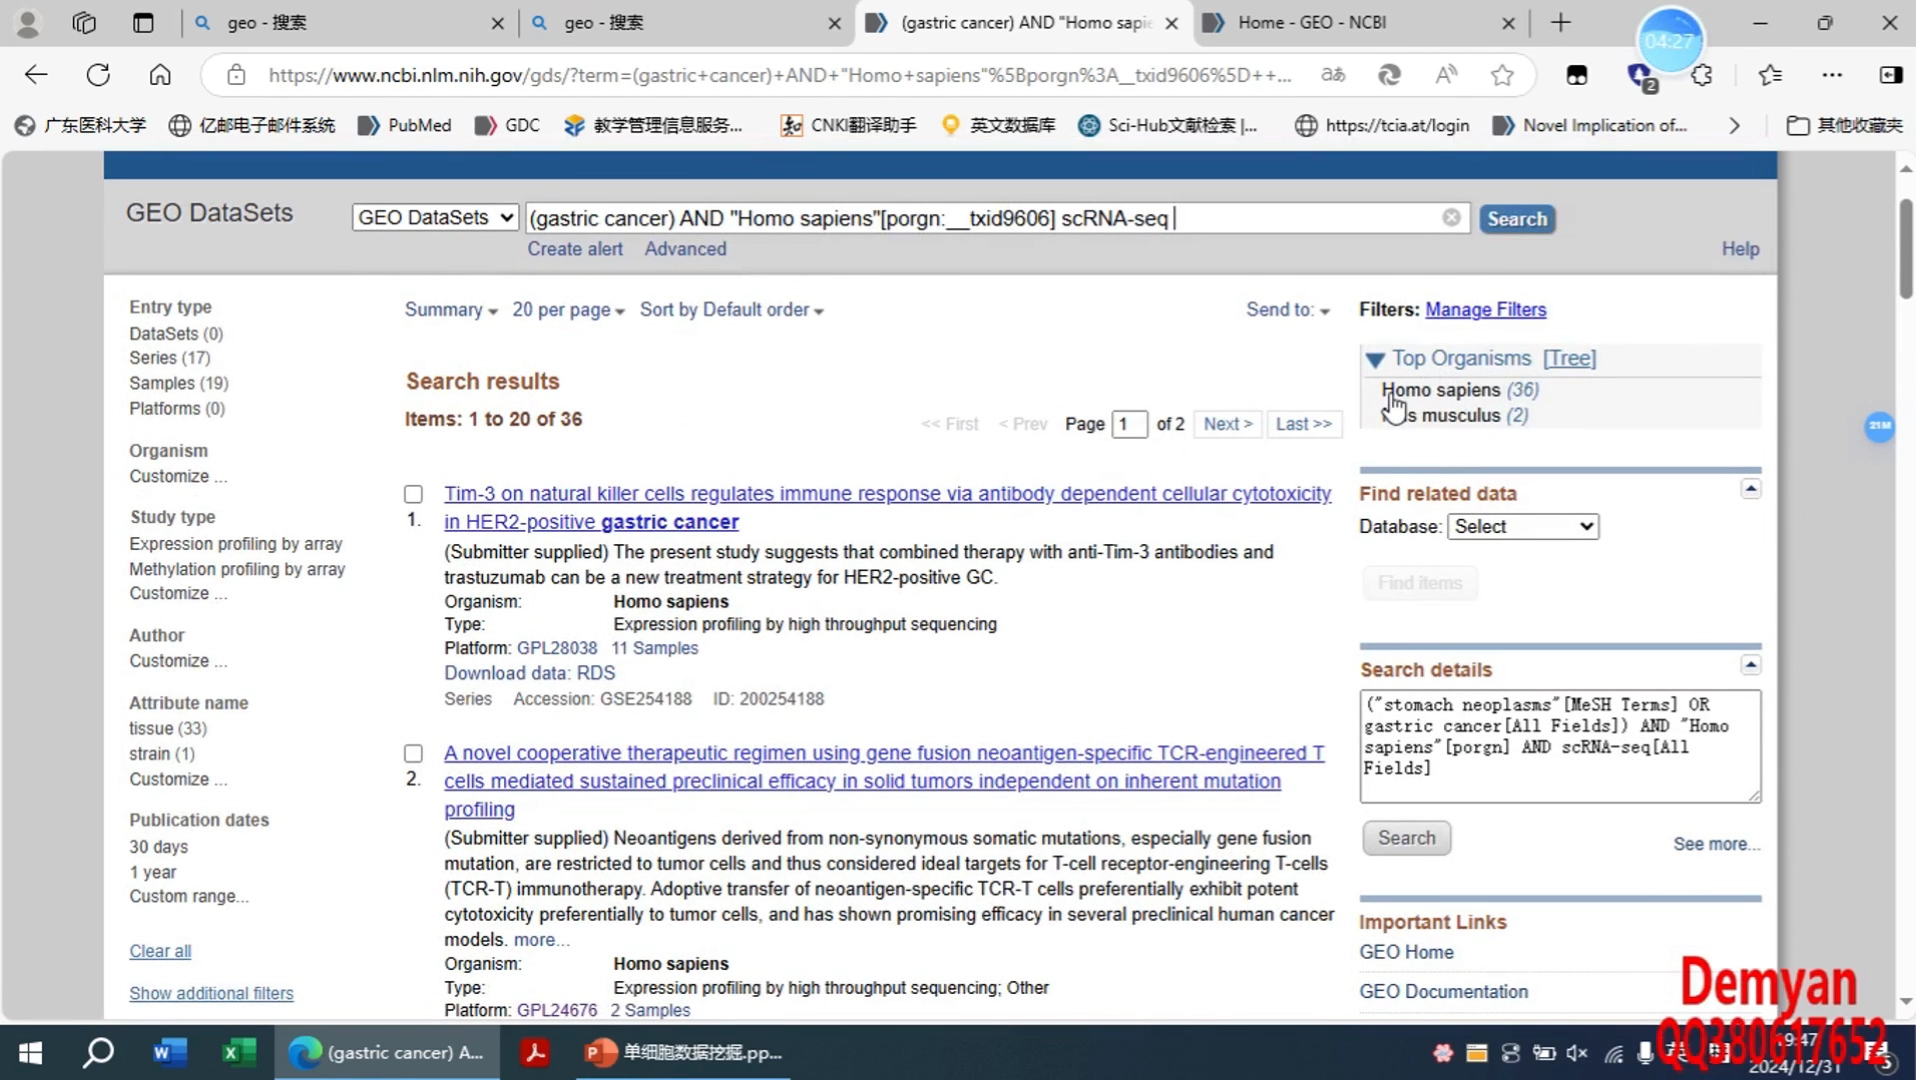 geo - 搜索
geo - 搜索
(gastric cancer) AND "Homo sapie
Home - GEO - NCBI
04:27
https://www.ncbi.nlm.nih.gov/gds/?term=(gastric+cancer)+AND+"Homo+sapiens"%5Bporgn%3A__txid9606%5D++...
2
广东医科大学
亿邮电子邮件系统
PubMed
GDC
教学管理信息服务...
CNKI翻译助手
英文数据库
Sci-Hub文献检索 |...
https://tcia.at/login
Novel Implication of...
其他收藏夹
GEO DataSets
GEO DataSets
(gastric cancer) AND "Homo sapiens"[porgn:__txid9606] scRNA-seq
Search
Create alert Advanced
Help
Entry type
DataSets (0)
Series (17)
Samples (19)
Platforms (0)
Organism
Customize ...
Study type
Expression profiling by array
Methylation profiling by array
Customize ...
Author
Customize ...
Attribute name
tissue (33)
strain (1)
Customize ...
Publication dates
30 days
1 year
Custom range...
Clear all
Show additional filters
Summary 20 per page Sort by Default order
Send to:
Search results
Items: 1 to 20 of 36
<< First < Prev Page 1 of 2 Next > Last >>
Tim-3 on natural killer cells regulates immune response via antibody dependent cellular cytotoxicity
1. in HER2-positive gastric cancer
(Submitter supplied) The present study suggests that combined therapy with anti-Tim-3 antibodies and
trastuzumab can be a new treatment strategy for HER2-positive GC.
Organism: Homo sapiens
Type: Expression profiling by high throughput sequencing
Platform: GPL28038 11 Samples
Download data: RDS
Series Accession: GSE254188 ID: 200254188
A novel cooperative therapeutic regimen using gene fusion neoantigen-specific TCR-engineered T
2. cells mediated sustained preclinical efficacy in solid tumors independent on inherent mutation
profiling
(Submitter supplied) Neoantigens derived from non-synonymous somatic mutations, especially gene fusion
mutation, are restricted to tumor cells and thus considered ideal targets for T-cell receptor-engineering T-cells
(TCR-T) immunotherapy. Adoptive transfer of neoantigen-specific TCR-T cells preferentially exhibit potent
cytotoxicity preferentially to tumor cells, and has shown promising efficacy in several preclinical human cancer
models. more...
Organism: Homo sapiens
Type: Expression profiling by high throughput sequencing; Other
Platform: GPL24676 2 Samples
Filters: Manage Filters
Top Organisms [Tree]
Homo sapiens (36)
musculus (2)
21M
Find related data
Database: Select
Find items
Search details
("stomach neoplasms"[MeSH Terms] OR
gastric cancer[All Fields]) AND "Homo
sapiens"[porgn] AND scRNA-seq[All
Fields]
Search
See more...
Important Links
GEO Home
GEO Documentation
Demyan
QQ380617652
(gastric cancer) A...
单细胞数据挖掘.pp...
19:47
2024/12/31